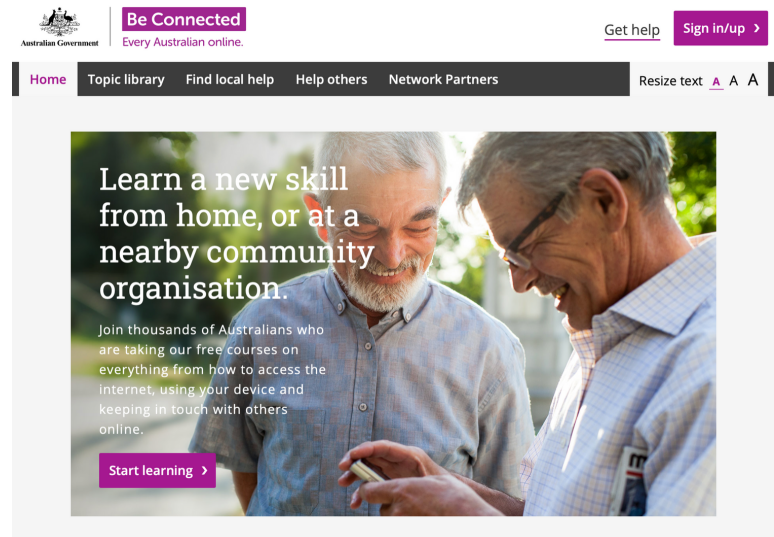 Australian Government
Be Connected
Every Australian online.
Get help
Sign in/up
Home
Topic library
Find local help
Help others
Network Partners
Resize text A A A
Learn a new skill
from home, or at a
nearby community
organisation.
Join thousands of Australians who
are taking our free courses on
everything from how to access the
internet, using your device and
keeping in touch with others
online.
Start learning